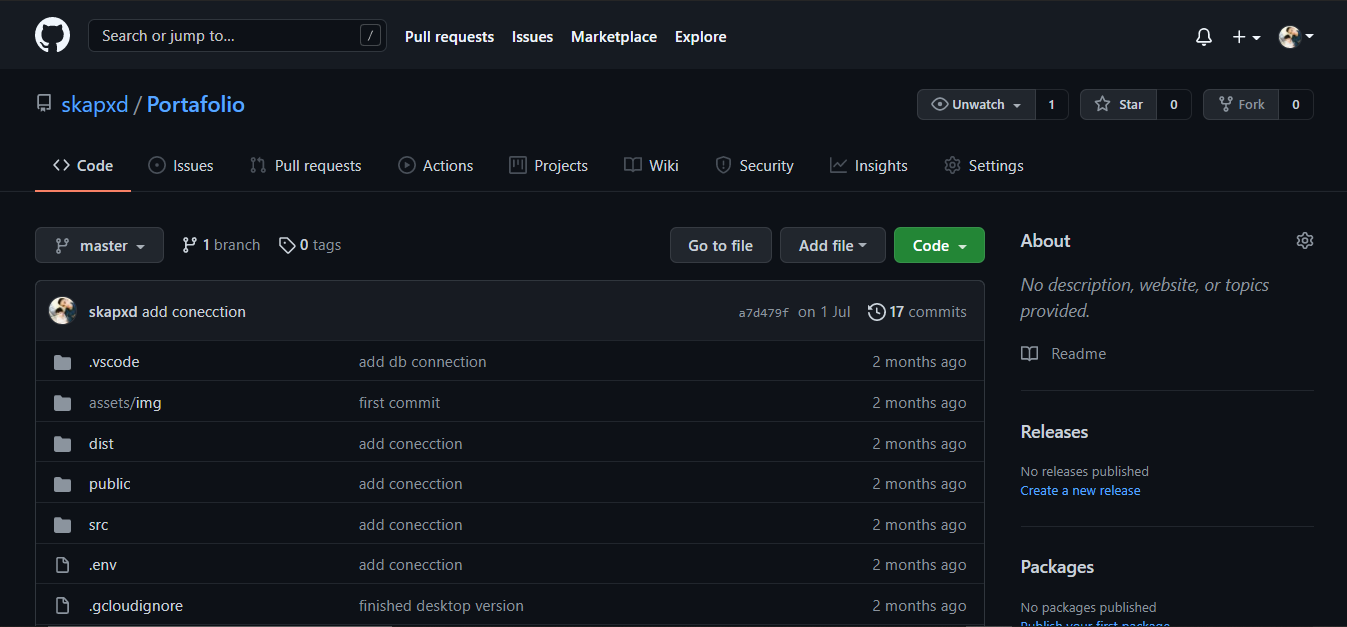 Search or jump to... /
Pull requests Issues Marketplace Explore
skapxd / Portafolio
Unwatch 1 Star 0 Fork 0
Code Issues Pull requests Actions Projects Wiki Security Insights Settings
master 1 branch 0 tags Go to file Add file Code
skapxd add conecction a7d479f on 1 Jul 17 commits
.vscode add db connection 2 months ago
assets/img first commit 2 months ago
dist add conecction 2 months ago
public add conecction 2 months ago
src add conecction 2 months ago
.env add conecction 2 months ago
.gcloudignore finished desktop version 2 months ago
About
No description, website, or topics
provided.
Readme
Releases
No releases published
Create a new release
Packages
No packages published
Publish your first package